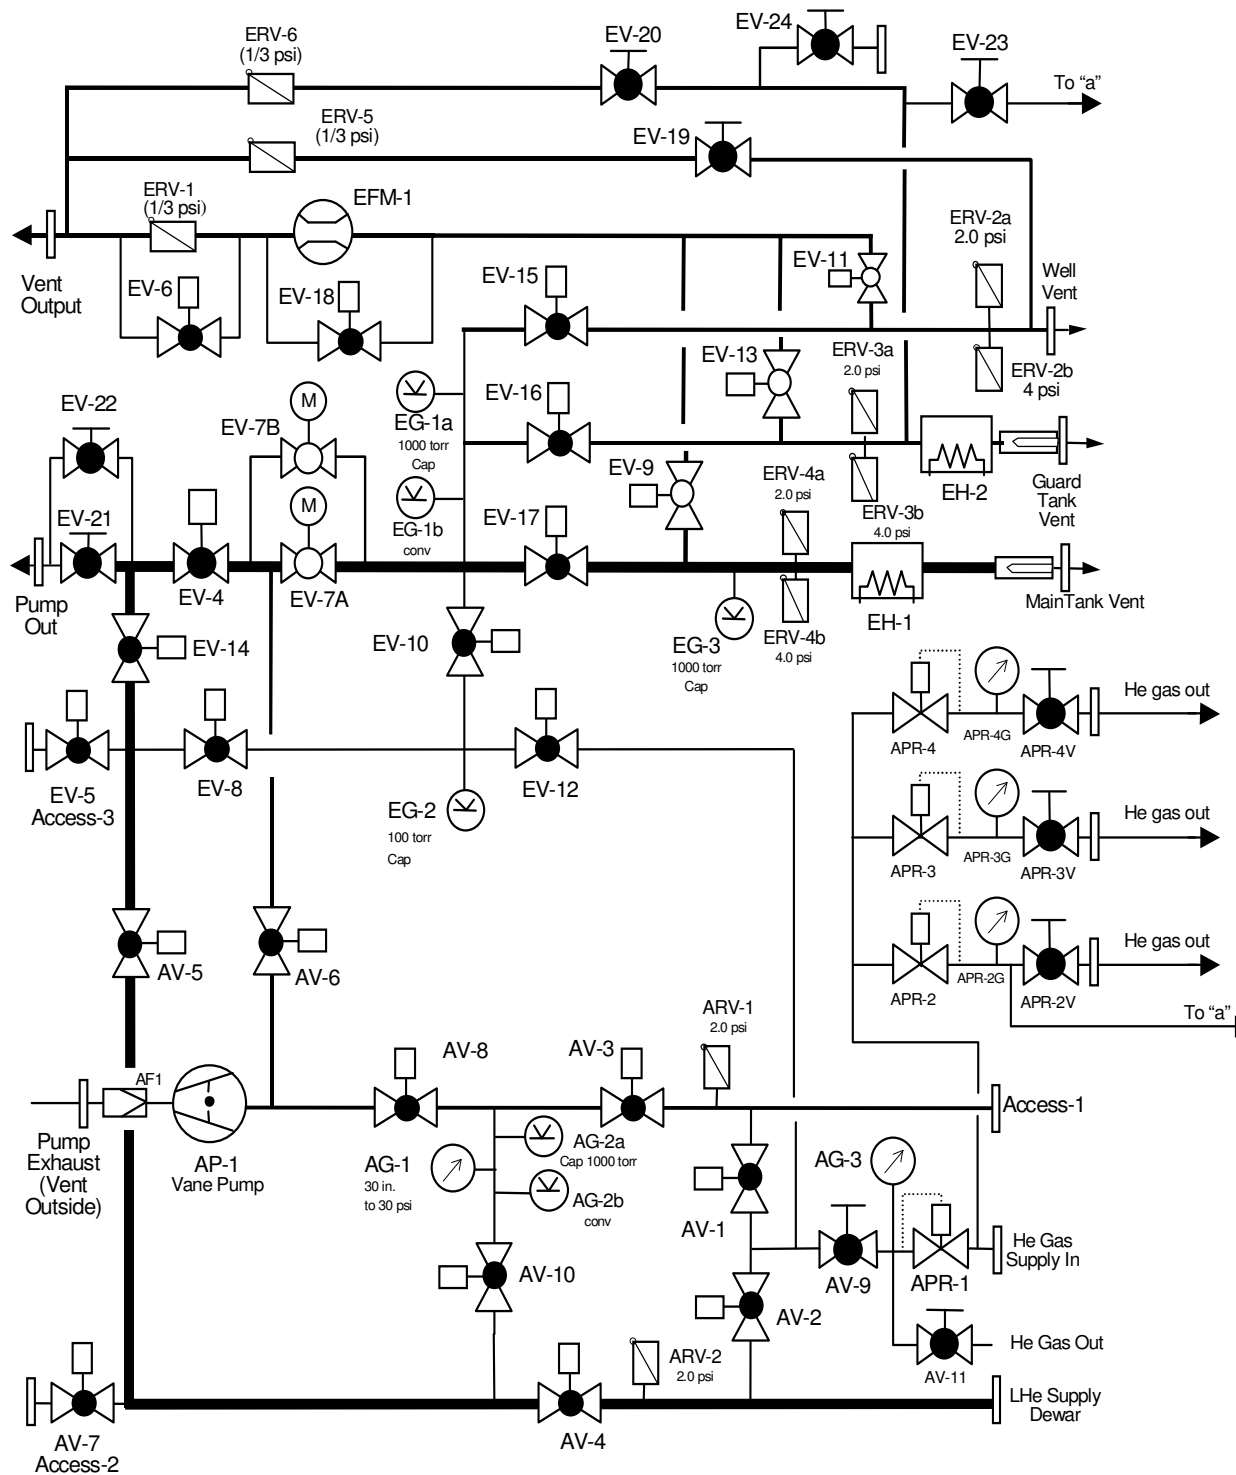 ERV-6
(1/3 psi)
EV-20
EV-24
EV-23
To “a”
ERV-5
(1/3 psi)
EV-19
ERV-1
(1/3 psi)
EFM-1
ERV-2a
2.0 psi
Vent
Output
EV-6
EV-18
EV-15
EV-11
Well
Vent
EV-13
ERV-3a
2.0 psi
ERV-2b
4 psi
EV-22
EV-7B
M
EG-1a
1000 torr
Cap
EV-16
EV-9
ERV-4a
2.0 psi
EH-2
Guard
Tank
Vent
EV-21
M
EG-1b
conv
EV-17
ERV-3b
4.0 psi
Pump
Out
EV-4
EV-7A
EH-1
MainTank Vent
EV-14
EV-10
EG-3
1000 torr
Cap
ERV-4b
4.0 psi
He gas out
APR-4
APR-4G
APR-4V
EV-5
Access-3
EV-8
EG-2
100 torr
Cap
EV-12
He gas out
APR-3
APR-3G
APR-3V
AV-5
AV-6
He gas out
APR-2
APR-2G
APR-2V
To “a”
ARV-1
2.0 psi
AV-8
AV-3
AF1
Access-1
Pump
Exhaust
(Vent
Outside)
AP-1
Vane Pump
AG-1
30 in.
to 30 psi
AG-2a
Cap 1000 torr
AG-2b
conv
AG-3
AV-1
He Gas
Supply In
AV-10
AV-9
APR-1
AV-2
He Gas Out
AV-11
ARV-2
2.0 psi
LHe Supply
Dewar
AV-7
Access-2
AV-4